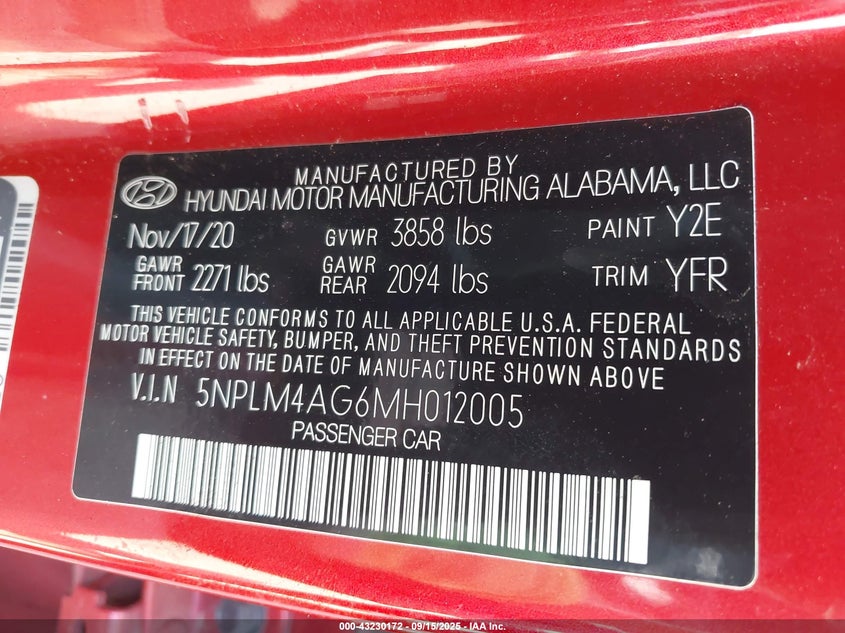 MANUFACTURED BY
HYUNDAI MOTOR MANUFACTURING ALABAMA, LLC
Nov/17/20 GVWR 3858 lbs PAINT Y2E
GAWR FRONT 2271 lbs GAWR REAR 2094 lbs TRIM YFR
THIS VEHICLE CONFORMS TO ALL APPLICABLE U.S.A. FEDERAL
MOTOR VEHICLE SAFETY, BUMPER, AND THEFT PREVENTION STANDARDS
IN EFFECT ON THE DATE OF MANUFACTURE SHOWN ABOVE
V.I.N 5NPLM4AG6MH012005
PASSENGER CAR
000-43230172 - 09/15/2025 - IAA Inc.